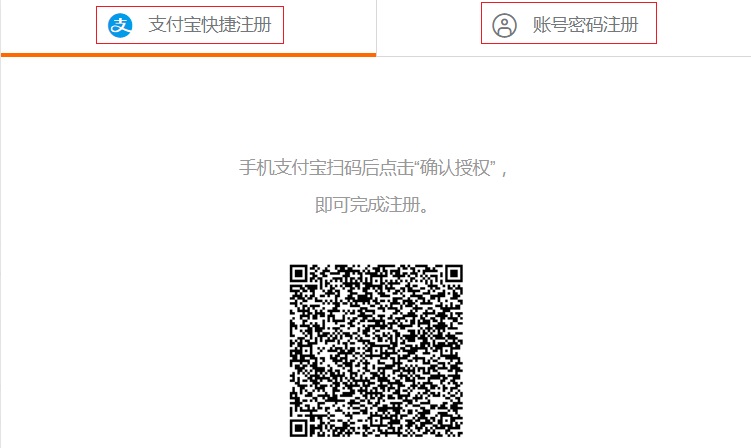 支付宝快捷注册
账号密码注册
手机支付宝扫码后点击“确认授权”，
即可完成注册。